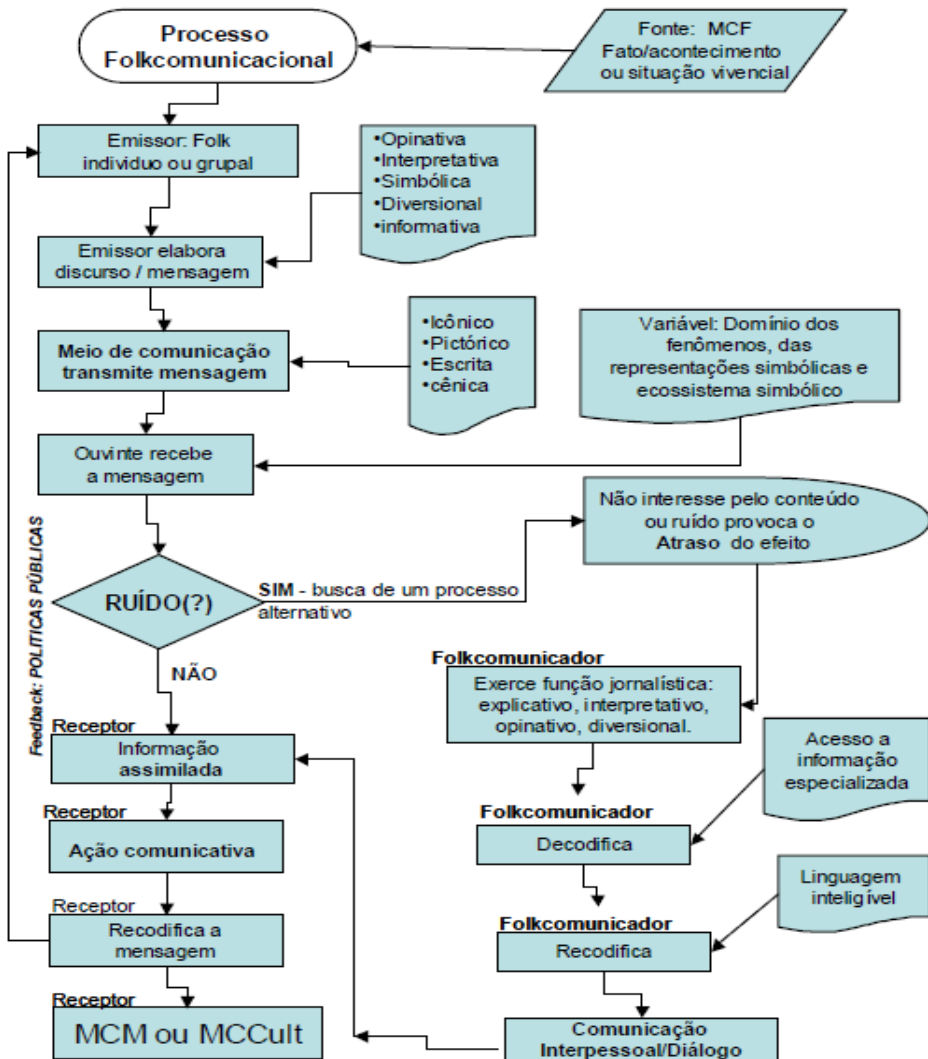 Processo
Folkcomunicacional
Fonte: MCF
Fato/acontecimento
ou situação vivencial
Emissor: Folk
individuo ou grupal
•Opinativa
•Interpretativa
•Simbólica
•Diversional
•informativa
Emissor elabora
discurso / mensagem
Meio de comunicação
transmite mensagem
•Icônico
•Pictórico
•Escrita
•cênica
Variável: Domínio dos
fenômenos, das
representações simbólicas e
ecossistema simbólico
Ouvinte recebe
a mensagem
Não interesse pelo conteúdo
ou ruído provoca o
Atraso do efeito
Feedback: POLITICAS PÚBLICAS
RUÍDO(?)
SIM - busca de um processo
alternativo
NÃO
Folkcomunicador
Exerce função jornalística:
explicativo, interpretativo,
opinativo, diversional.
Receptor
Informação
assimilada
Acesso a
informação
especializada
Folkcomunicador
Decodifica
Receptor
Ação comunicativa
Linguagem
inteligível
Receptor
Recodifica a
mensagem
Folkcomunicador
Recodifica
Receptor
MCM ou MCCult
Comunicação
Interpessoal/Diálogo